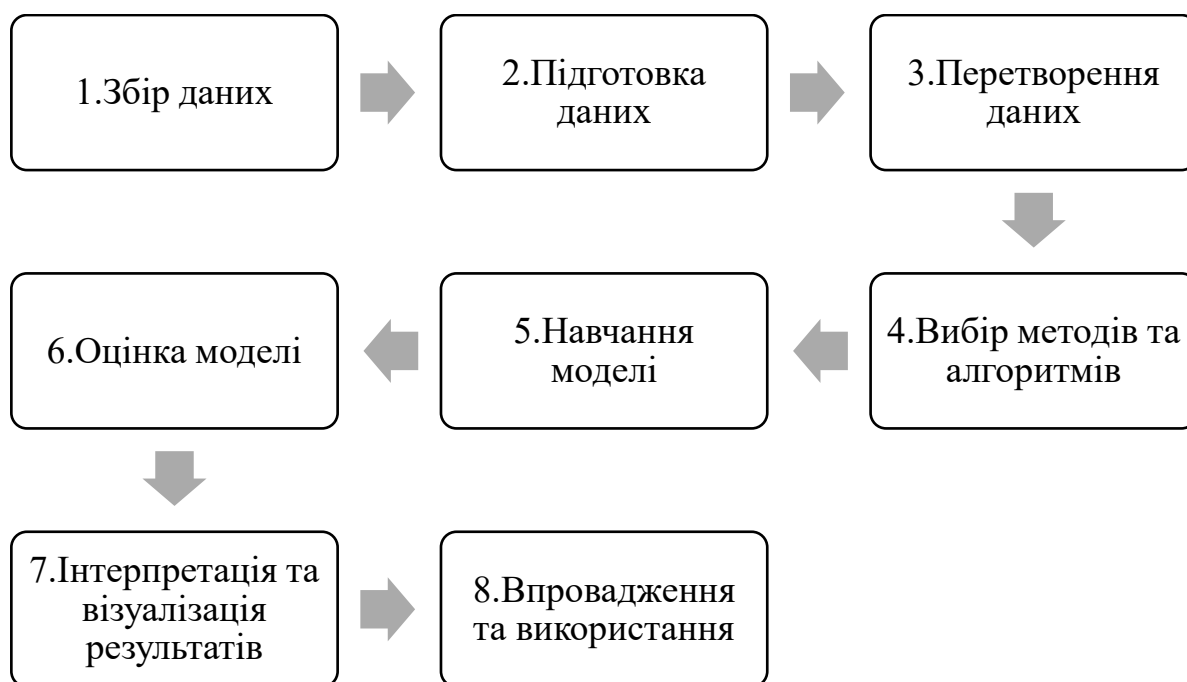 1.Збір даних
2.Підготовка
даних
3.Перетворення
даних
4.Вибір методів та
алгоритмів
5.Навчання
моделі
6.Оцінка моделі
7.Інтерпретація та
візуалізація
результатів
8.Впровадження
та використання